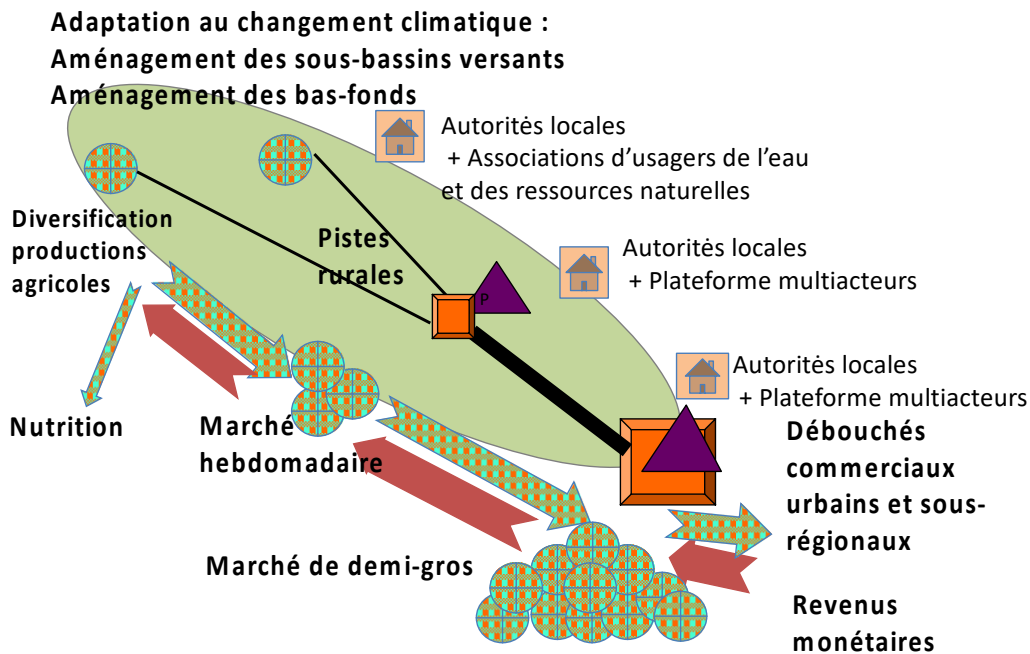 Adaptation au changement climatique :
Aménagement des sous-bassins versants
Aménagement des bas-fonds
Autorités locales
+ Associations d’usagers de l’eau
et des ressources naturelles
Diversification
productions
agricoles
Pistes
rurales
Autorités locales
+ Plateforme multiacteurs
P
Autorités locales
+ Plateforme multiacteurs
Nutrition
Marché
hebdomadaire
Débouchés
commerciaux
urbains et sous-
régionaux
Marché de demi-gros
Revenus
monétaires